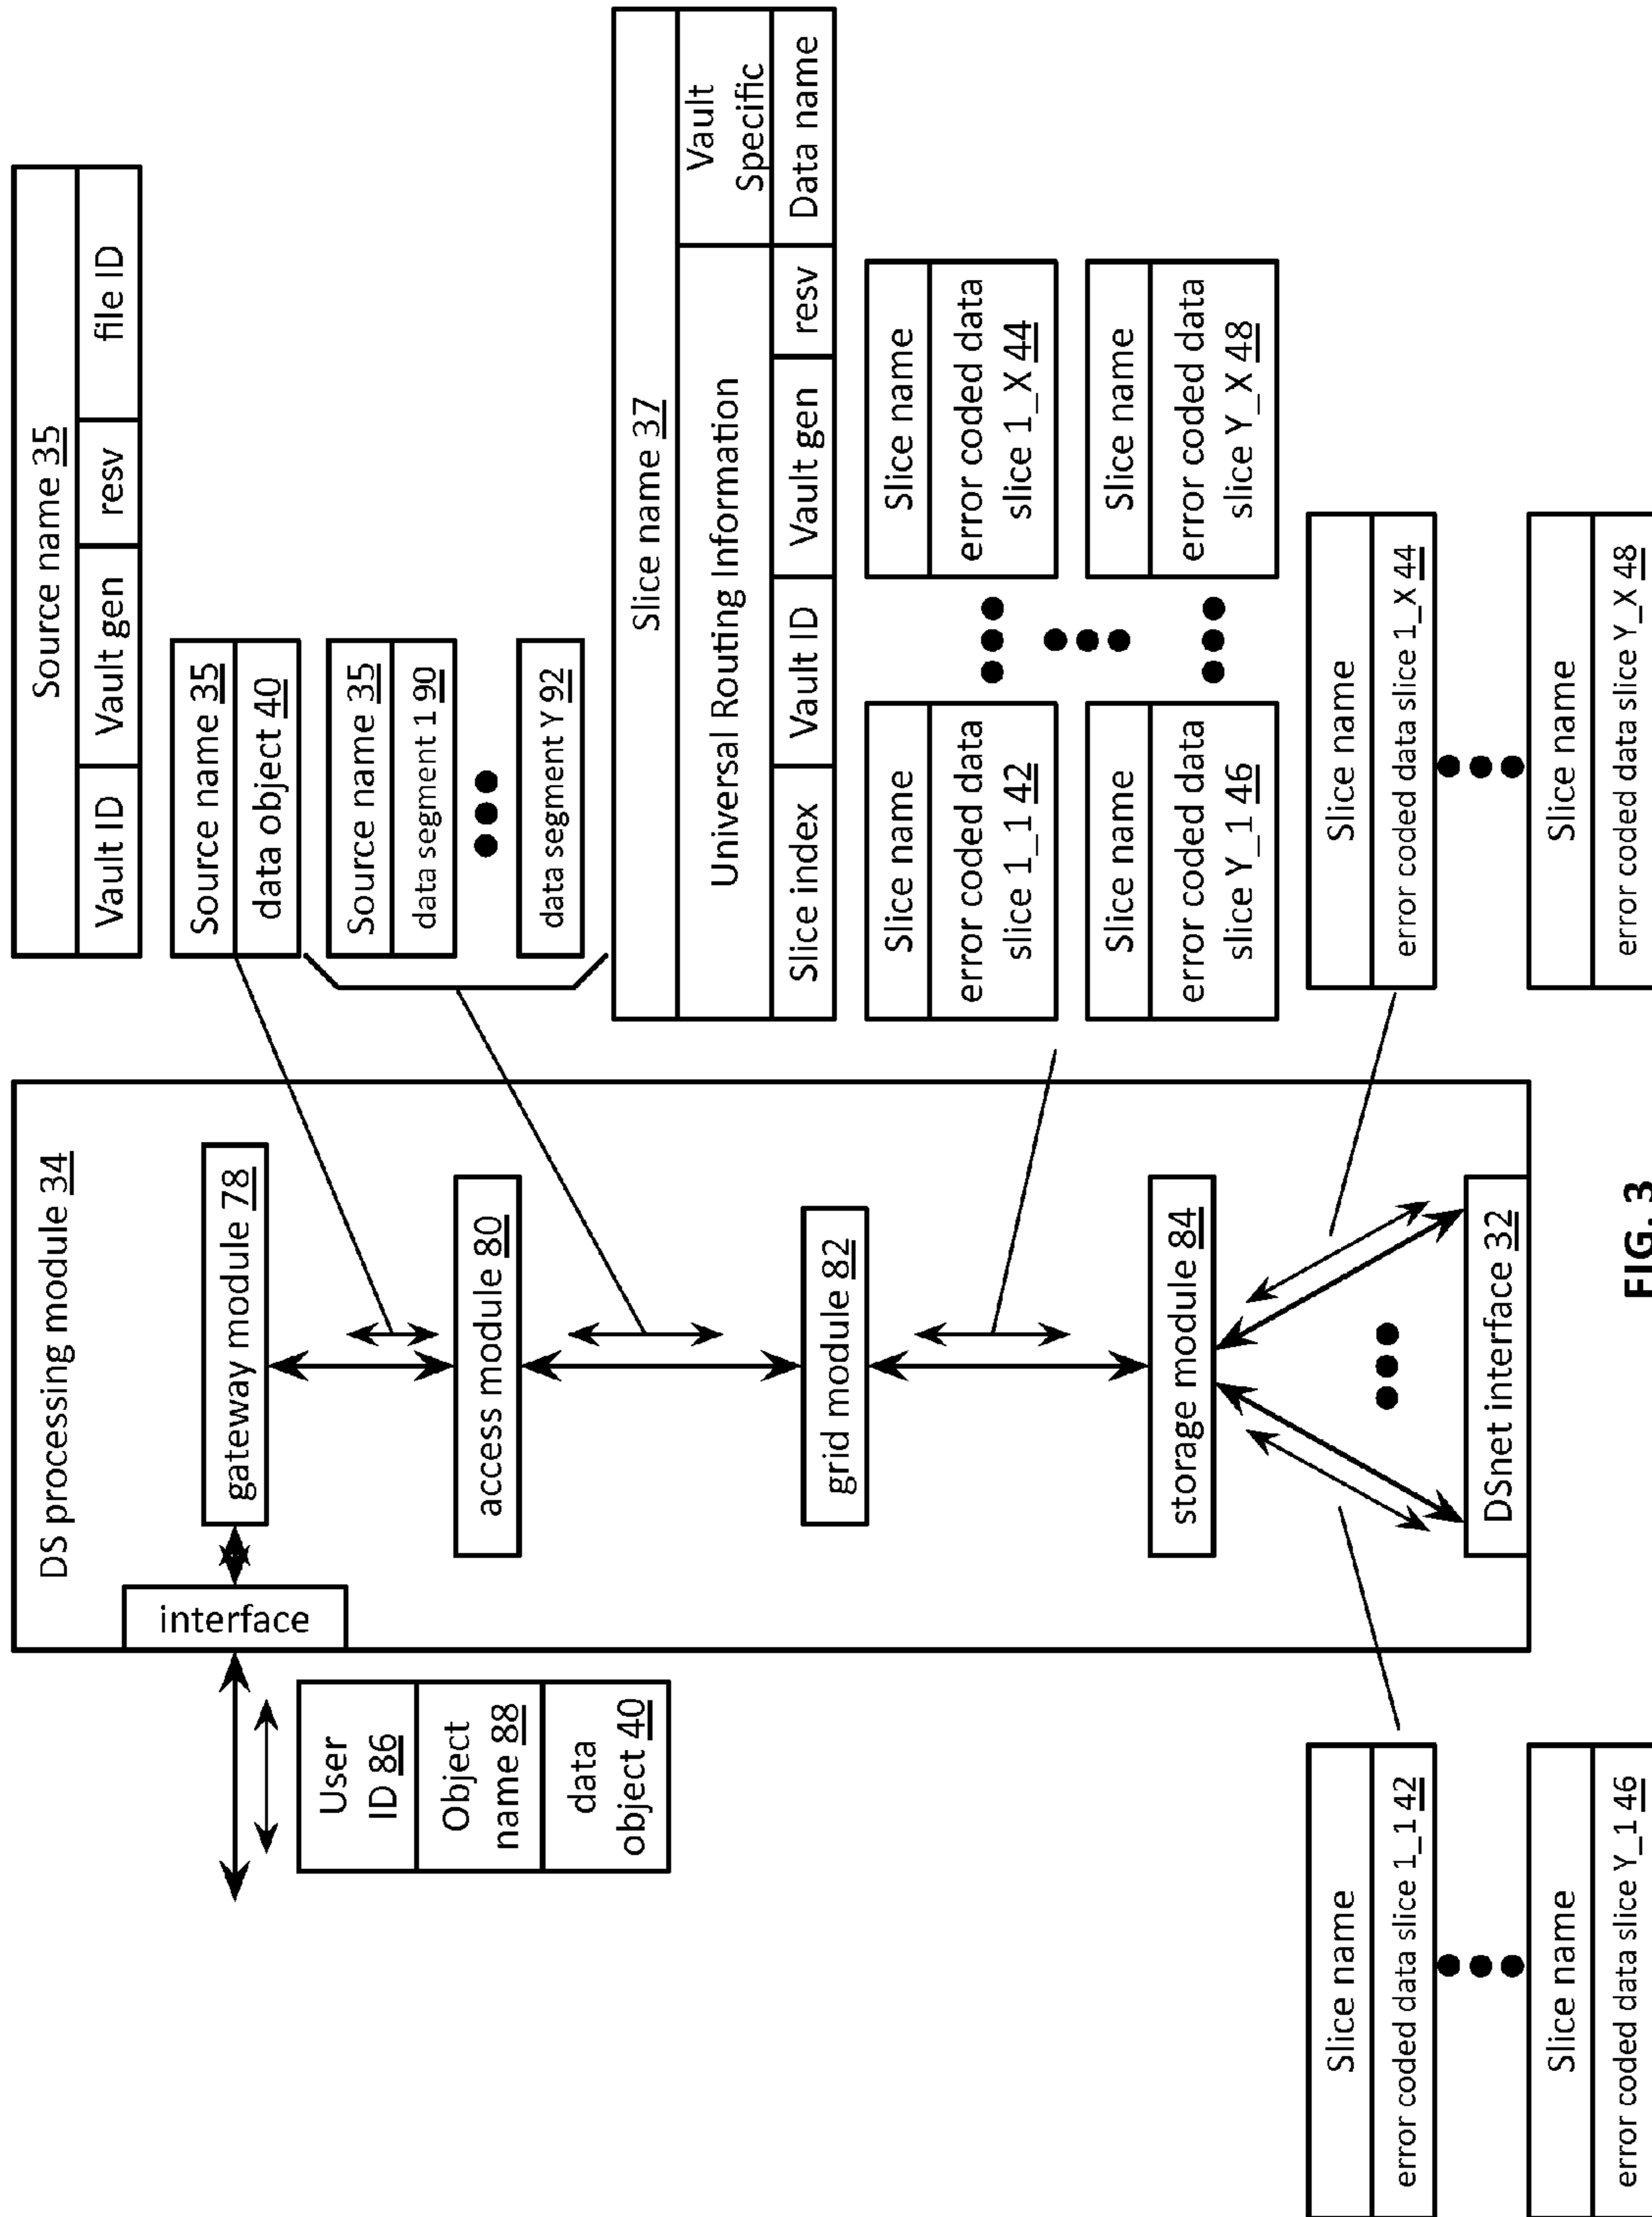 DS processing module 34
interface
gateway module 78
access module 80
grid module 82
storage module 84
DSnet interface 32
User
ID 86
Object
name 88
data
object 40
Source name 35
Vault ID
Vault gen
resv
file ID
Source name 35
data object 40
Source name 35
data segment 1 90
data segment Y 92
Slice name 37
Universal Routing Information
Vault
Specific
Slice index
Vault ID
Vault gen
resv
Data name
Slice name
error coded data
slice 1_1 42
Slice name
error coded data
slice 1_X 44
Slice name
error coded data
slice Y_1 46
Slice name
error coded data
slice Y_X 48
Slice name
error coded data slice 1_1 42
Slice name
error coded data slice Y_1 46
Slice name
error coded data slice 1_X 44
Slice name
error coded data slice Y_X 48
FIG. 3